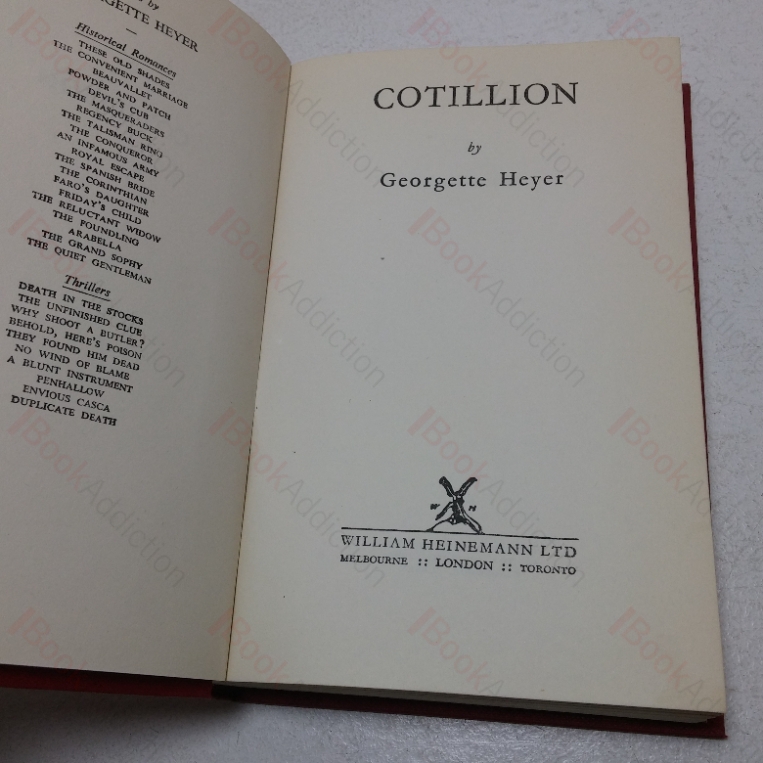 by
GETTE HEYER
Historical Romances
THESE OLD SHADES
THE CONVENIENT MARRIAGE
BEAUVALLET
POWDER AND PATCH
DEVIL'S CUB
THE MASQUERADERS
REGENCY BUCK
THE TALISMAN RING
THE CONQUEROR
AN INFAMOUS ARMY
ROYAL ESCAPE
THE SPANISH BRIDE
THE CORINTHIAN
FARO'S DAUGHTER
FRIDAY'S CHILD
THE RELUCTANT WIDOW
THE FOUNDLING
ARABELLA
THE GRAND SOPHY
THE QUIET GENTLEMAN
Thrillers
DEATH IN THE STOCKS
THE UNFINISHED CLUE
WHY SHOOT A BUTLER?
BEHOLD, HERE'S POISON
THEY FOUND HIM DEAD
NO WIND OF BLAME
A BLUNT INSTRUMENT
PENHALLOW
ENVIOUS CASCA
DUPLICATE DEATH
COTILLION
by
Georgette Heyer
W H
WILLIAM HEINEMANN LTD
MELBOURNE :: LONDON :: TORONTO
BookAddiction